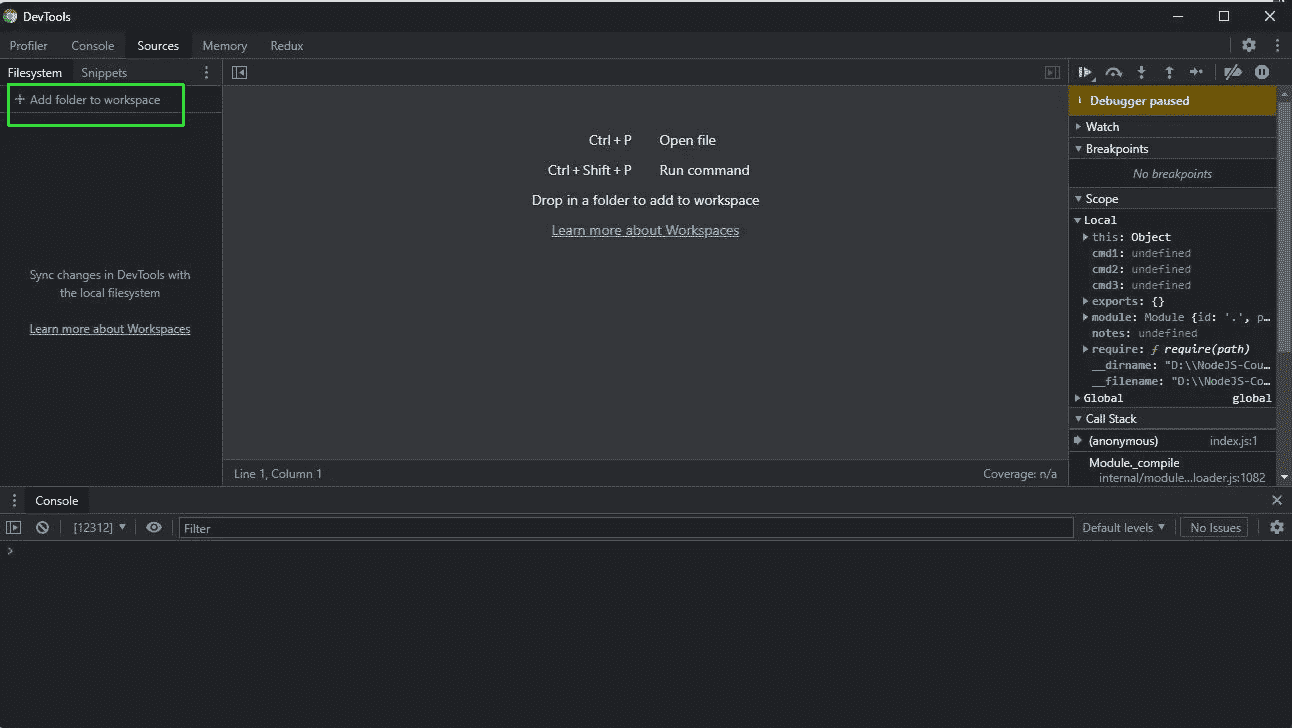 DevTools
Profiler Console Sources Memory Redux
Filesystem Snippets
+ Add folder to workspace
Sync changes in DevTools with
the local filesystem
Learn more about Workspaces
Ctrl + P Open file
Ctrl + Shift + P Run command
Drop in a folder to add to workspace
Learn more about Workspaces
Line 1, Column 1 Coverage: n/a
Debugger paused
Watch
Breakpoints
No breakpoints
Scope
Local
this: Object
cmd1: undefined
cmd2: undefined
cmd3: undefined
exports: {}
module: Module {id: '.', p…
notes: undefined
require: ƒ require(path)
__dirname: "D:\\NodeJS-Cou…
__filename: "D:\\NodeJS-Co…
Global global
Call Stack
(anonymous) index.js:1
Module._compile
internal/module…loader.js:1082
Console
[12312] Filter Default levels No Issues
>